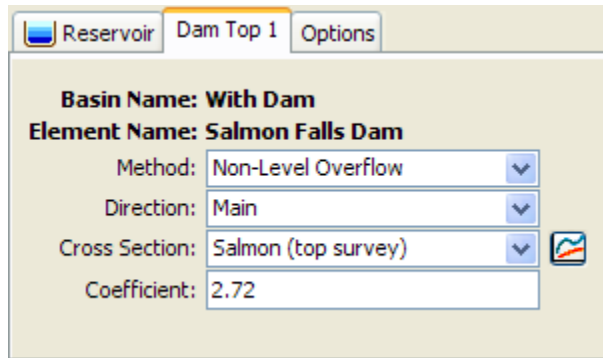 Reservoir Dam Top 1 Options
Basin Name: With Dam
Element Name: Salmon Falls Dam
Method: Non-Level Overflow
Direction: Main
Cross Section: Salmon (top survey)
Coefficient: 2.72